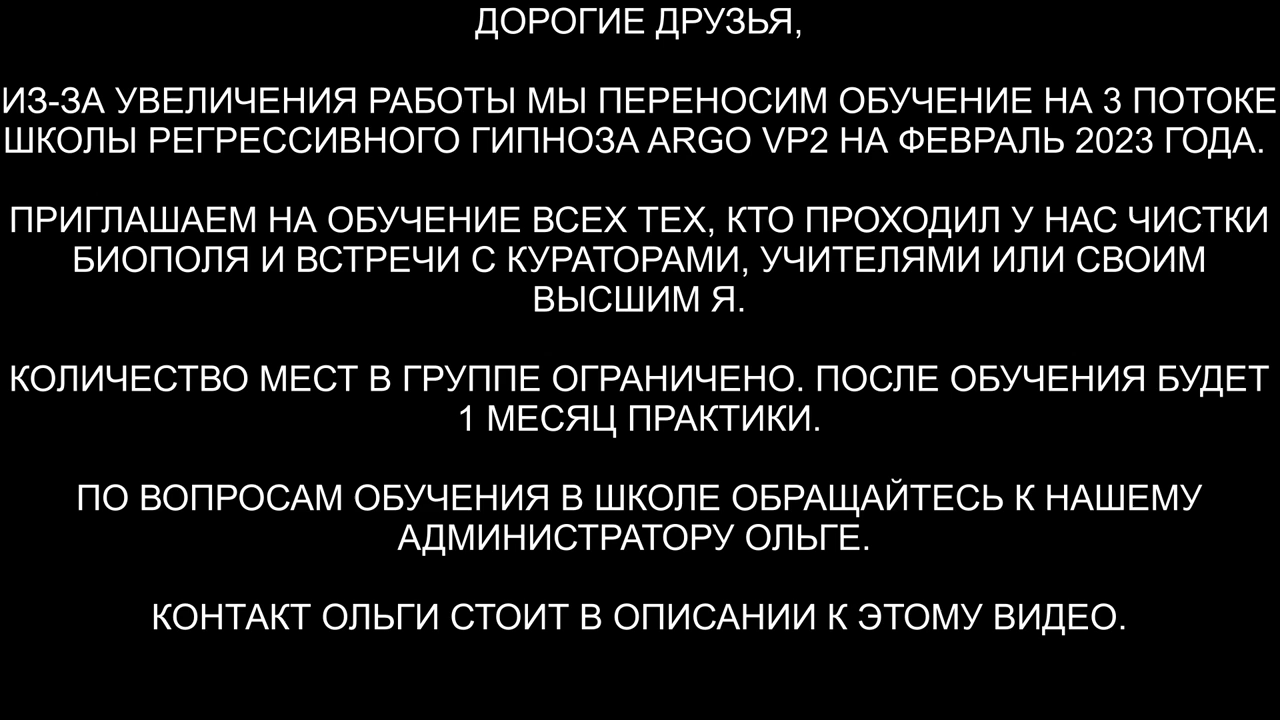 ДОРОГИЕ ДРУЗЬЯ,
ИЗ-ЗА УВЕЛИЧЕНИЯ РАБОТЫ МЫ ПЕРЕНОСИМ ОБУЧЕНИЕ НА 3 ПОТОКЕ
ШКОЛЫ РЕГРЕССИВНОГО ГИПНОЗА ARGO VP2 НА ФЕВРАЛЬ 2023 ГОДА.
ПРИГЛАШАЕМ НА ОБУЧЕНИЕ ВСЕХ ТЕХ, КТО ПРОХОДИЛ У НАС ЧИСТКИ
БИОПОЛЯ И ВСТРЕЧИ С КУРАТОРАМИ, УЧИТЕЛЯМИ ИЛИ СВОИМ
ВЫСШИМ Я.
КОЛИЧЕСТВО МЕСТ В ГРУППЕ ОГРАНИЧЕНО. ПОСЛЕ ОБУЧЕНИЯ БУДЕТ
1 МЕСЯЦ ПРАКТИКИ.
ПО ВОПРОСАМ ОБУЧЕНИЯ В ШКОЛЕ ОБРАЩАЙТЕСЬ К НАШЕМУ
АДМИНИСТРАТОРУ ОЛЬГЕ.
КОНТАКТ ОЛЬГИ СТОИТ В ОПИСАНИИ К ЭТОМУ ВИДЕО.